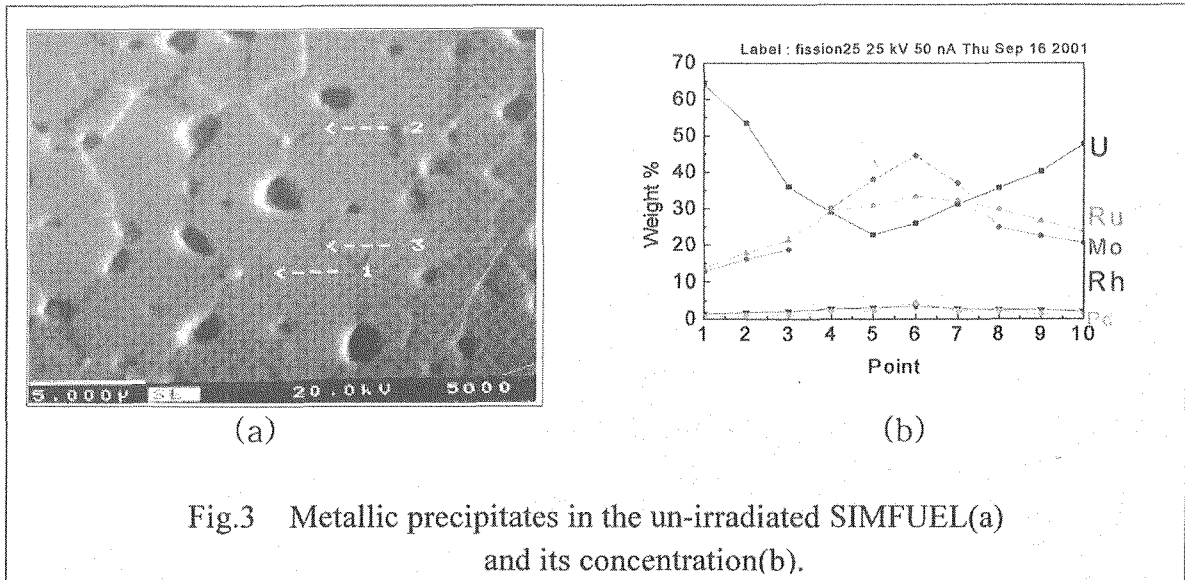 2
3
1
5.000μ SE 20.0kV 5000
(a)
Label : fission25 25 kV 50 nA Thu Sep 16 2001
70
60
50
40
30
20
10
0
Weight %
1 2 3 4 5 6 7 8 9 10
Point
U
Ru
Mo
Rh
Pd
(b)
Fig.3 Metallic precipitates in the un-irradiated SIMFUEL(a)
and its concentration(b).